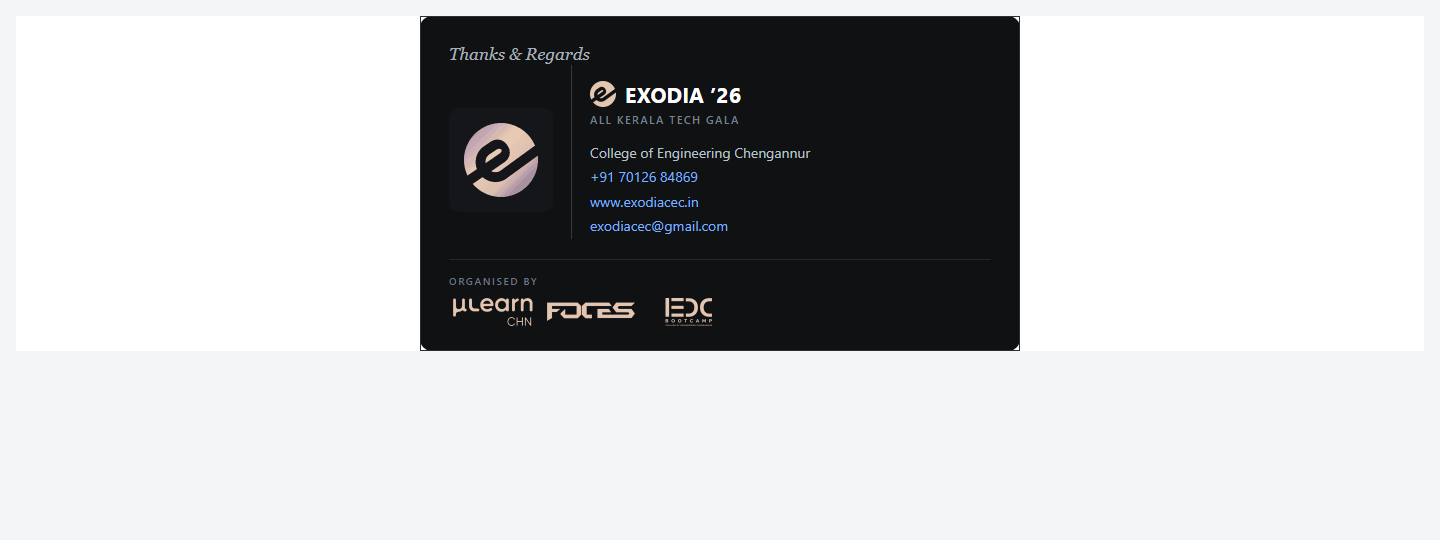 Thanks & Regards
EXODIA ’26
ALL KERALA TECH GALA
College of Engineering Chengannur
+91 70126 84869
www.exodiacec.in
exodiacec@gmail.com
ORGANISED BY
µLearn
CHN
FOCES
IEDC
BOOTCAMP